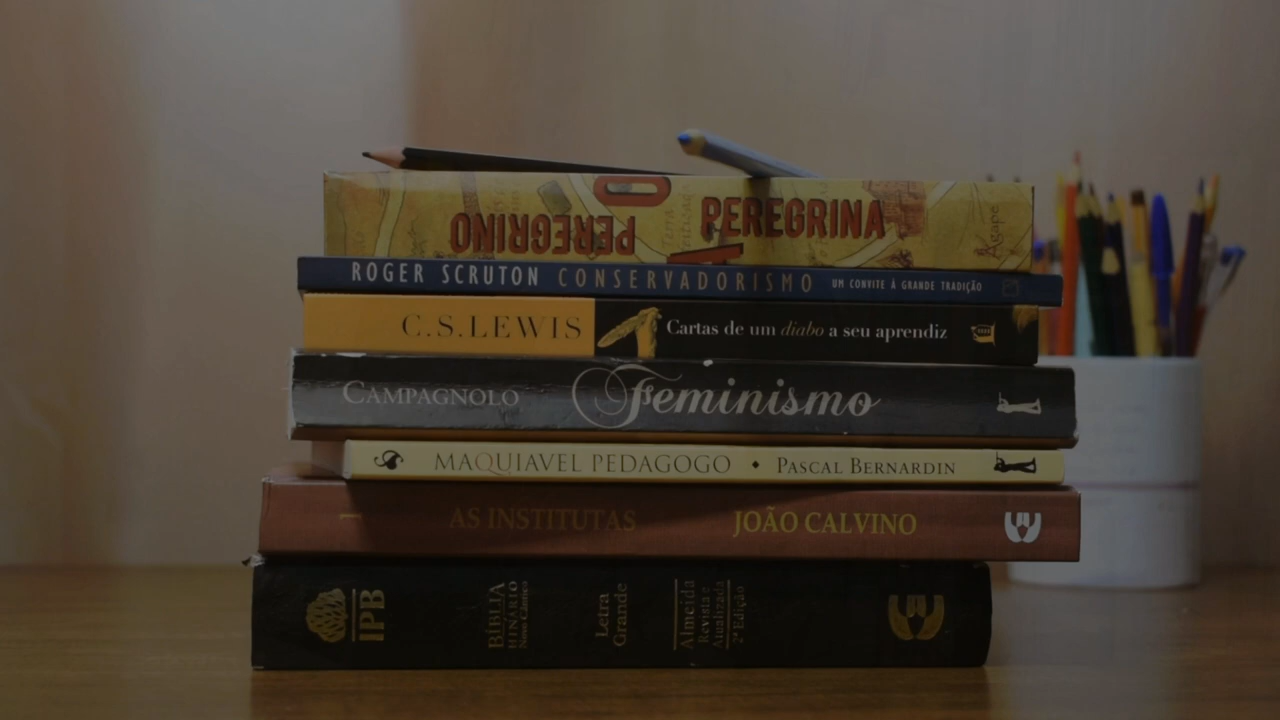 O
PEREGRINO
A
PEREGRINA
Agape
ROGER SCRUTON CONSERVADORISMO UM CONVITE À GRANDE TRADIÇÃO
C.S.LEWIS Cartas de um diabo a seu aprendiz
CAMPAGNOLO Feminismo
MAQUIAVEL PEDAGOGO • PASCAL BERNARDIN
1 AS INSTITUTAS JOÃO CALVINO
IPB
BÍBLIA
HINÁRIO
Novo Cântico
Letra
Grande
Almeida
Revista e
Atualizada
2ª Edição